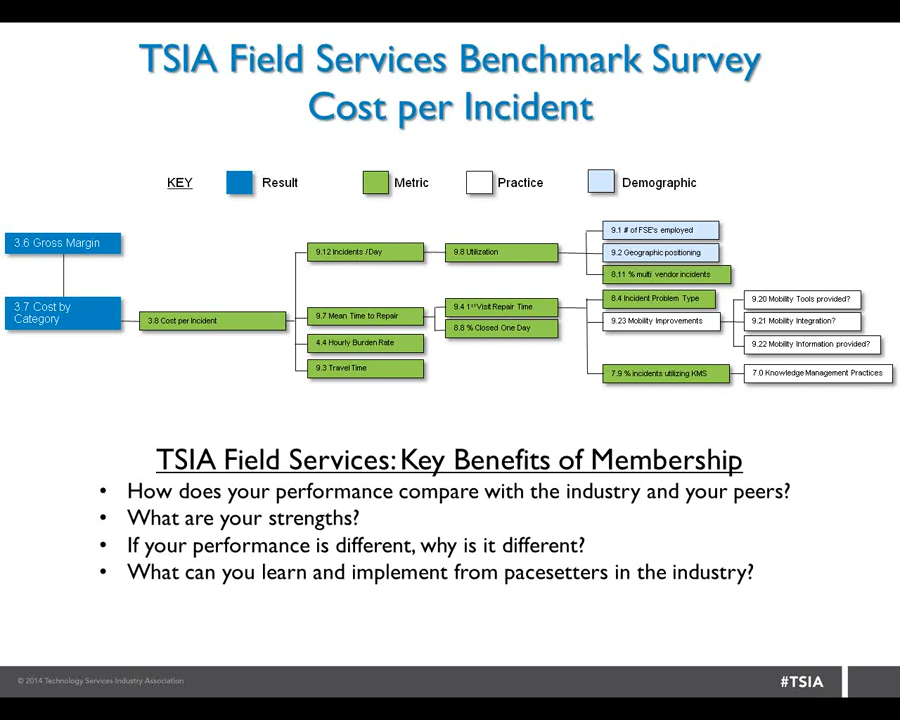 TSIA Field Services Benchmark Survey
Cost per Incident
KEY Result Metric Practice Demographic
3.6 Gross Margin
3.7 Cost by
Category
3.8 Cost per Incident
9.12 Incidents /Day
9.7 Mean Time to Repair
4.4 Hourly Burden Rate
9.3 Travel Time
9.8 Utilization
9.4 1st Visit Repair Time
8.8 % Closed One Day
9.1 # of FSE's employed
9.2 Geographic positioning
8.11 % multi vendor incidents
8.4 Incident Problem Type
9.23 Mobility Improvements
7.9 % incidents utilizing KMS
9.20 Mobility Tools provided?
9.21 Mobility Integration?
9.22 Mobility Information provided?
7.0 Knowledge Management Practices
TSIA Field Services: Key Benefits of Membership
• How does your performance compare with the industry and your peers?
• What are your strengths?
• If your performance is different, why is it different?
• What can you learn and implement from pacesetters in the industry?
© 2014 Technology Services Industry Association
#TSIA